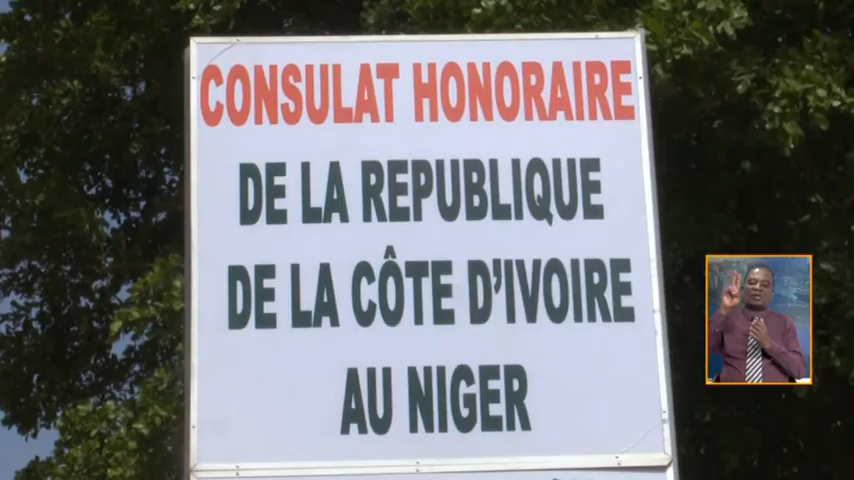 CONSULAT HONORAIRE
DE LA REPUBLIQUE
DE LA CÔTE D'IVOIRE
AU NIGER